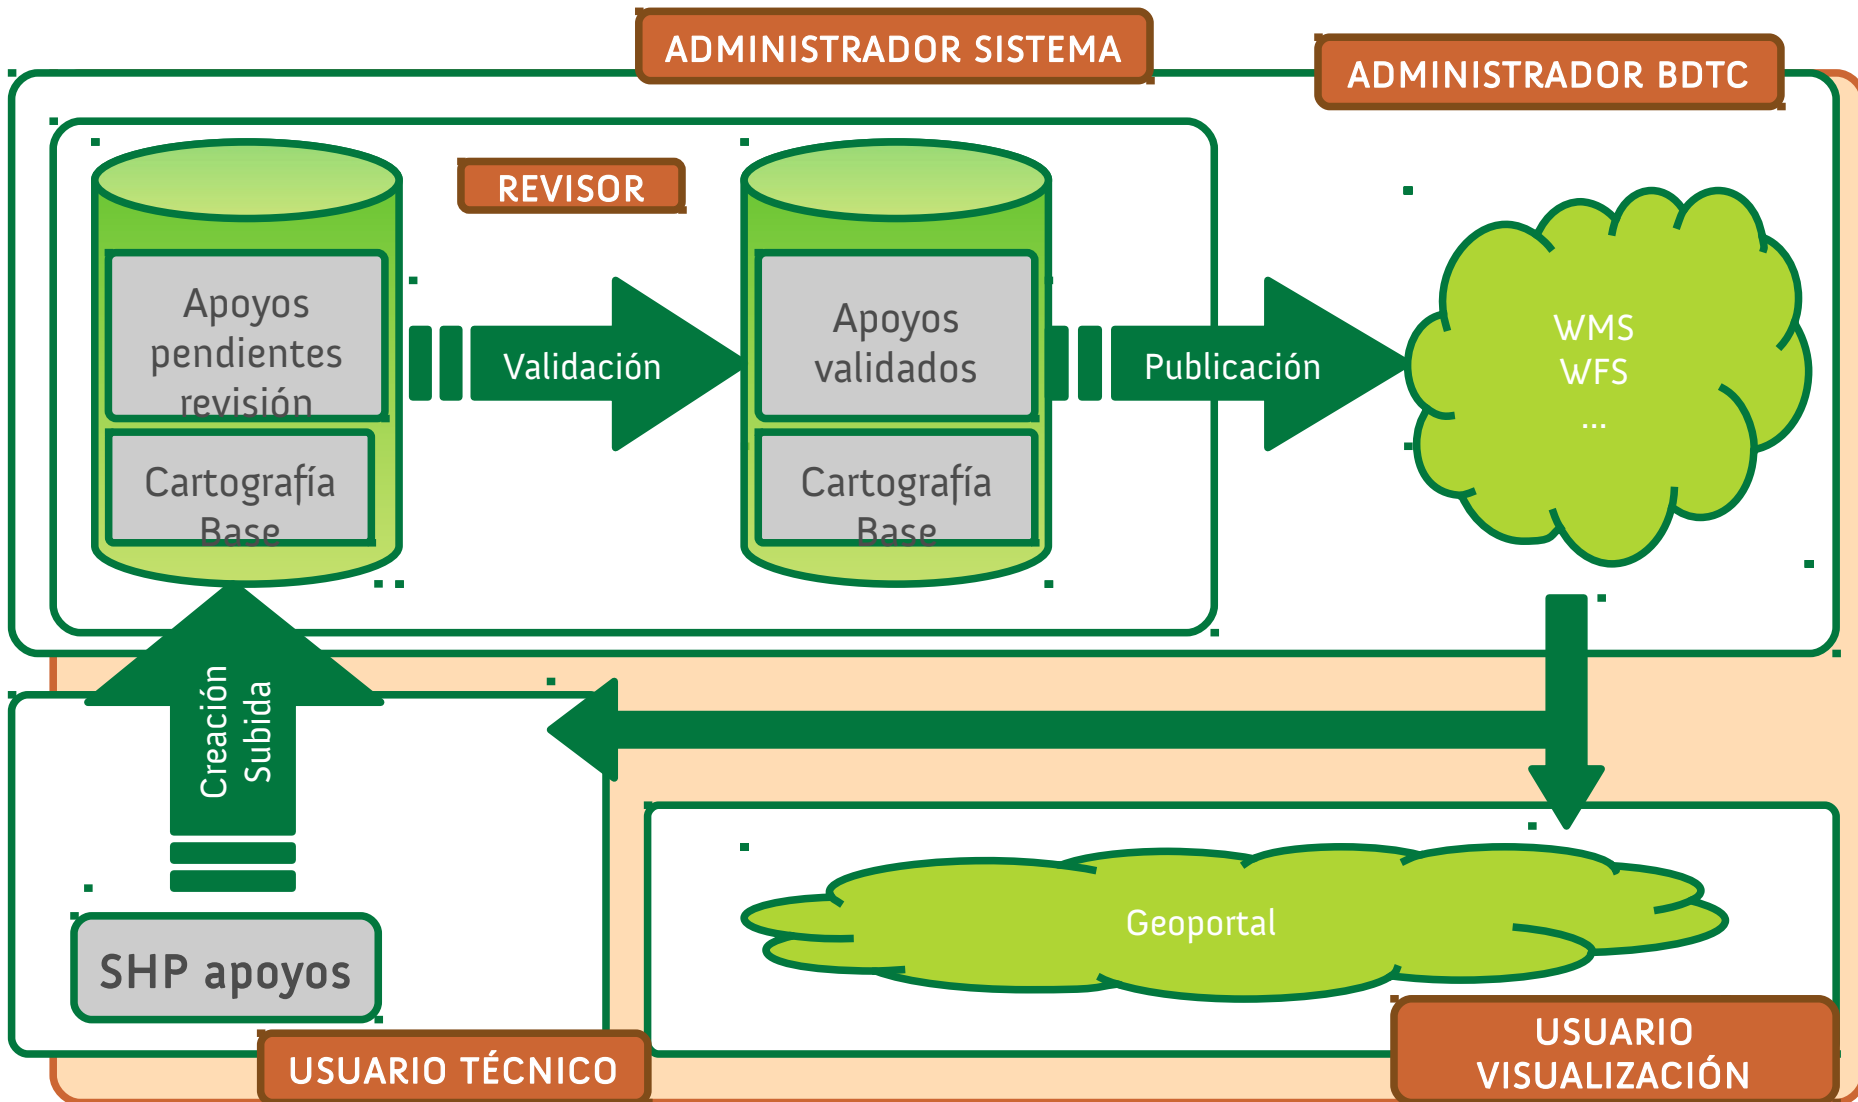 ADMINISTRADOR SISTEMA
ADMINISTRADOR BDTC
REVISOR
Apoyos
pendientes
revisión
Cartografía
Base
Validación
Apoyos
validados
Cartografía
Base
Publicación
WMS
WFS
...
Creación
Subida
SHP apoyos
USUARIO TÉCNICO
Geoportal
USUARIO
VISUALIZACIÓN